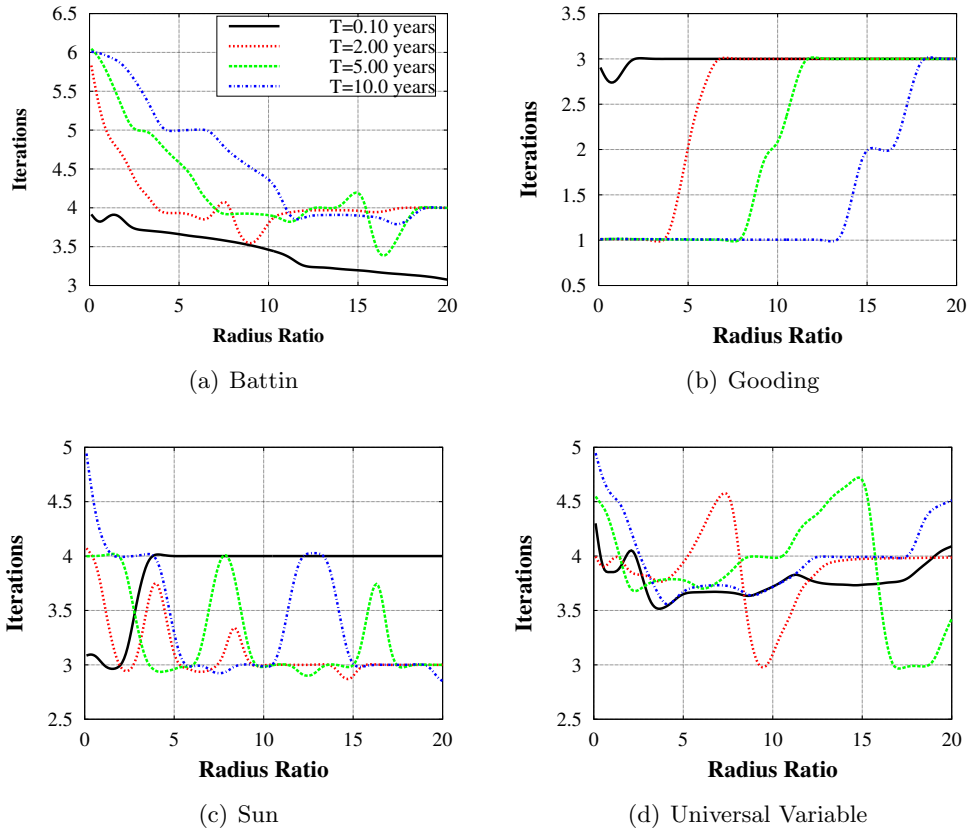 6.5
6
5.5
5
4.5
4
3.5
3
0
5
10
15
20
Iterations
Radius Ratio
T=0.10 years
T=2.00 years
T=5.00 years
T=10.0 years
(a) Battin
3.5
3
2.5
2
1.5
1
0.5
0
5
10
15
20
Iterations
Radius Ratio
(b) Gooding
5
4.5
4
3.5
3
2.5
0
5
10
15
20
Iterations
Radius Ratio
(c) Sun
5
4.5
4
3.5
3
2.5
0
5
10
15
20
Iterations
Radius Ratio
(d) Universal Variable